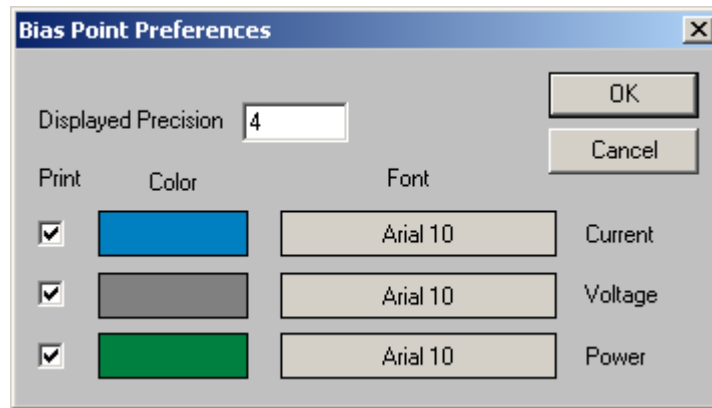 Bias Point Preferences
OK
Displayed Precision 4
Cancel
Print Color Font
Arial 10 Current
Arial 10 Voltage
Arial 10 Power